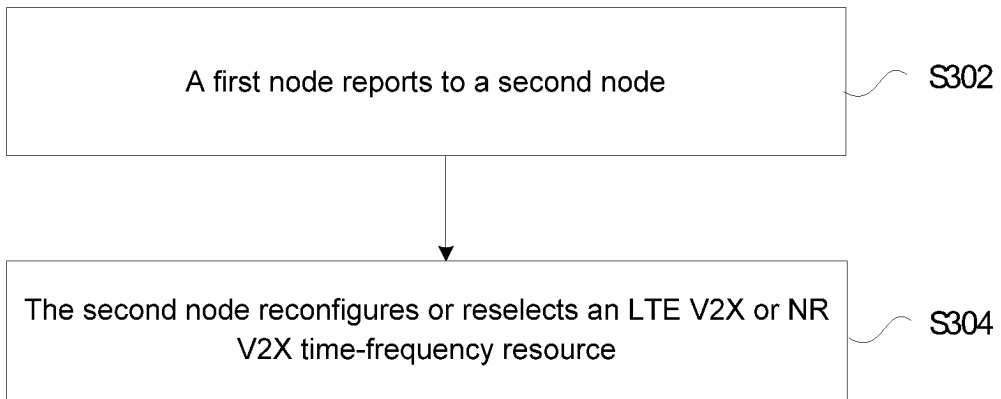 A first node reports to a second node
S302
The second node reconfigures or reselects an LTE V2X or NR
V2X time-frequency resource
S304